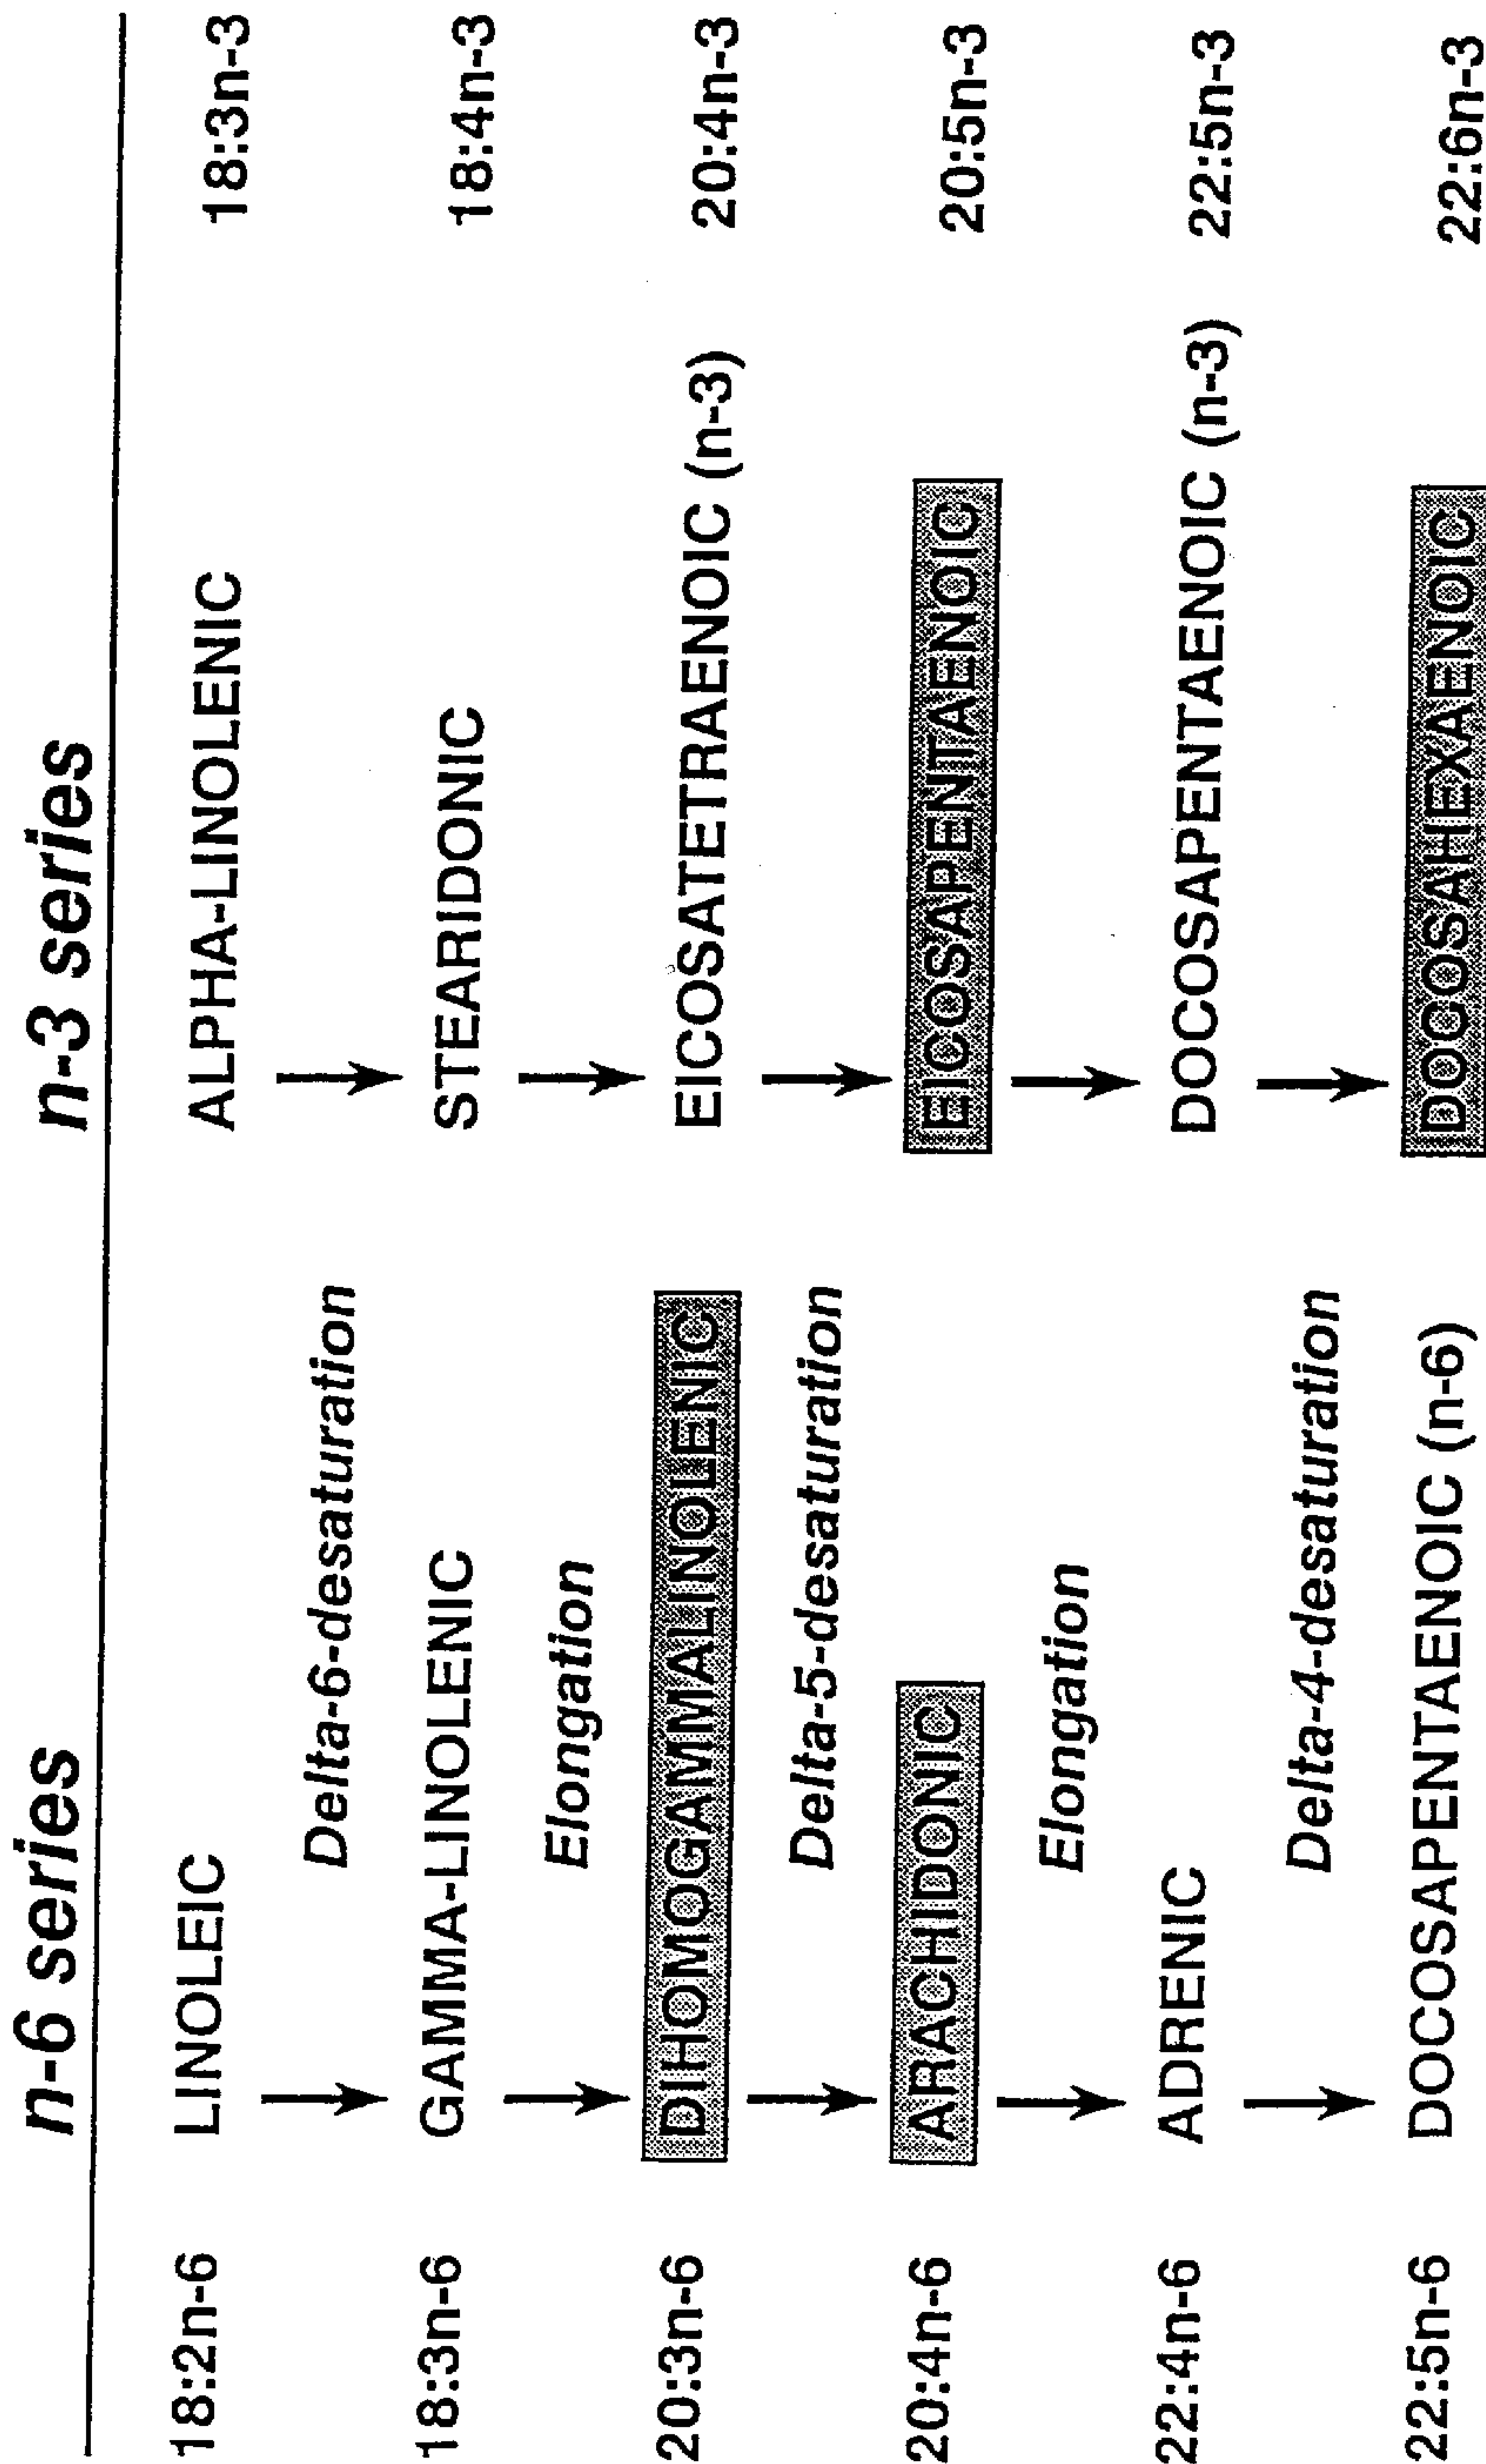 n-6 series n-3 series
18:2n-6 LINOLEIC ALPHA-LINOLENIC 18:3n-3
Delta-6-desaturation
18:3n-6 GAMMA-LINOLENIC STEARIDONIC 18:4n-3
Elongation
20:3n-6 DIHOMOGAMMALINOLENIC EICOSATETRAENOIC (n-3) 20:4n-3
Delta-5-desaturation
20:4n-6 ARACHIDONIC EICOSAPENTAENOIC 20:5n-3
Elongation
22:4n-6 ADRENIC DOCOSAPENTAENOIC (n-3) 22:5n-3
Delta-4-desaturation
22:5n-6 DOCOSAPENTAENOIC (n-6) DOCOSAHEXAENOIC 22:6n-3